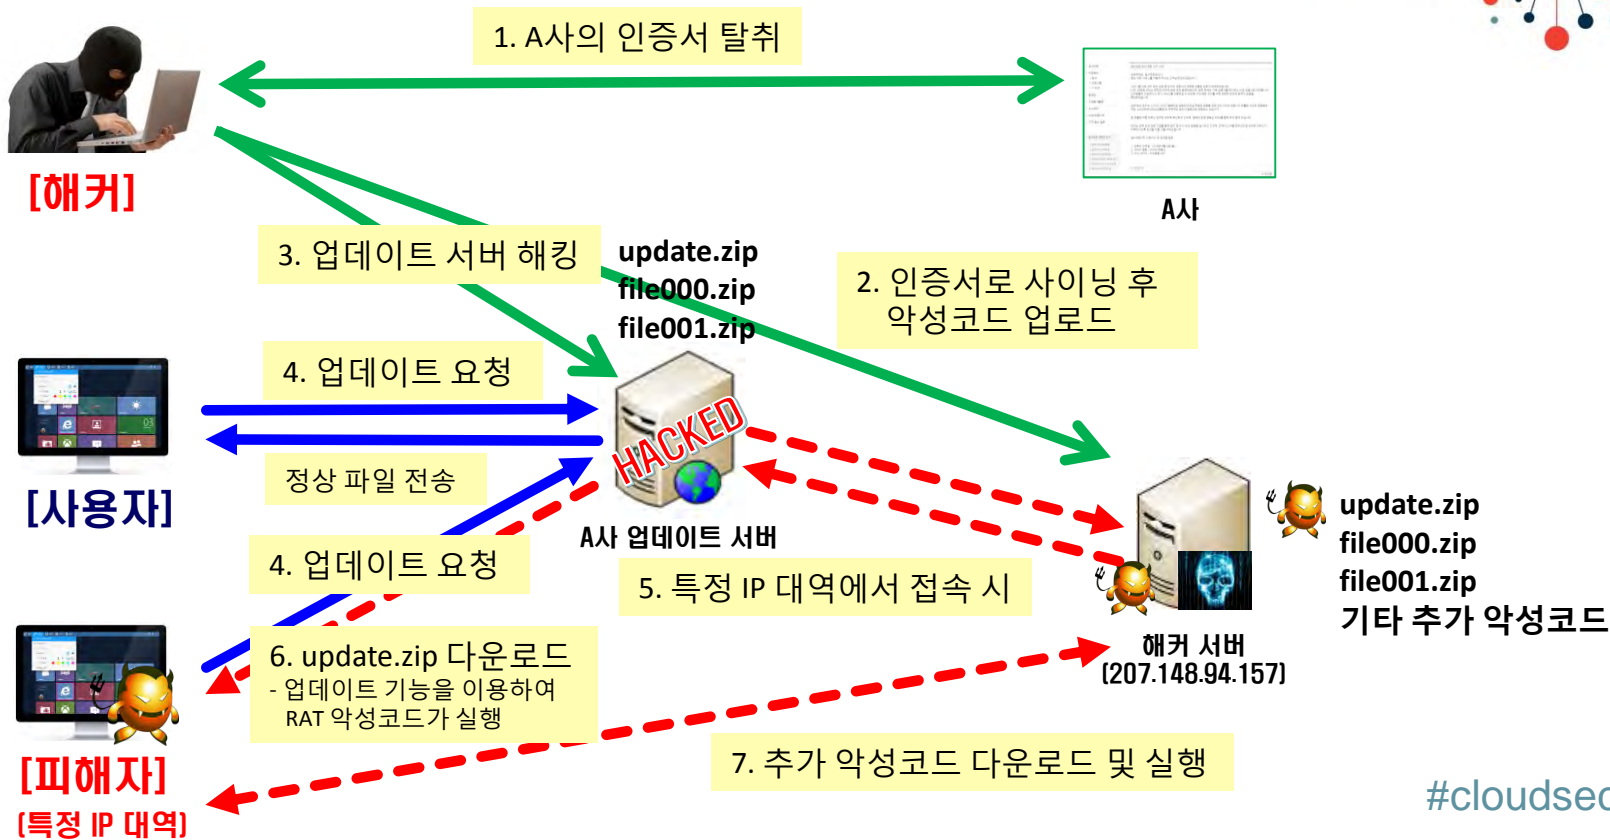 1. A사의 인증서 탈취
[해커]
A사
3. 업데이트 서버 해킹
update.zip
file000.zip
file001.zip
2. 인증서로 사이닝 후
악성코드 업로드
4. 업데이트 요청
HACKED
정상 파일 전송
[사용자]
A사 업데이트 서버
4. 업데이트 요청
5. 특정 IP 대역에서 접속 시
update.zip
file000.zip
file001.zip
기타 추가 악성코드
해커 서버
(207.148.94.157)
6. update.zip 다운로드
- 업데이트 기능을 이용하여
RAT 악성코드가 실행
7. 추가 악성코드 다운로드 및 실행
[피해자]
(특정 IP 대역)
#cloudsec